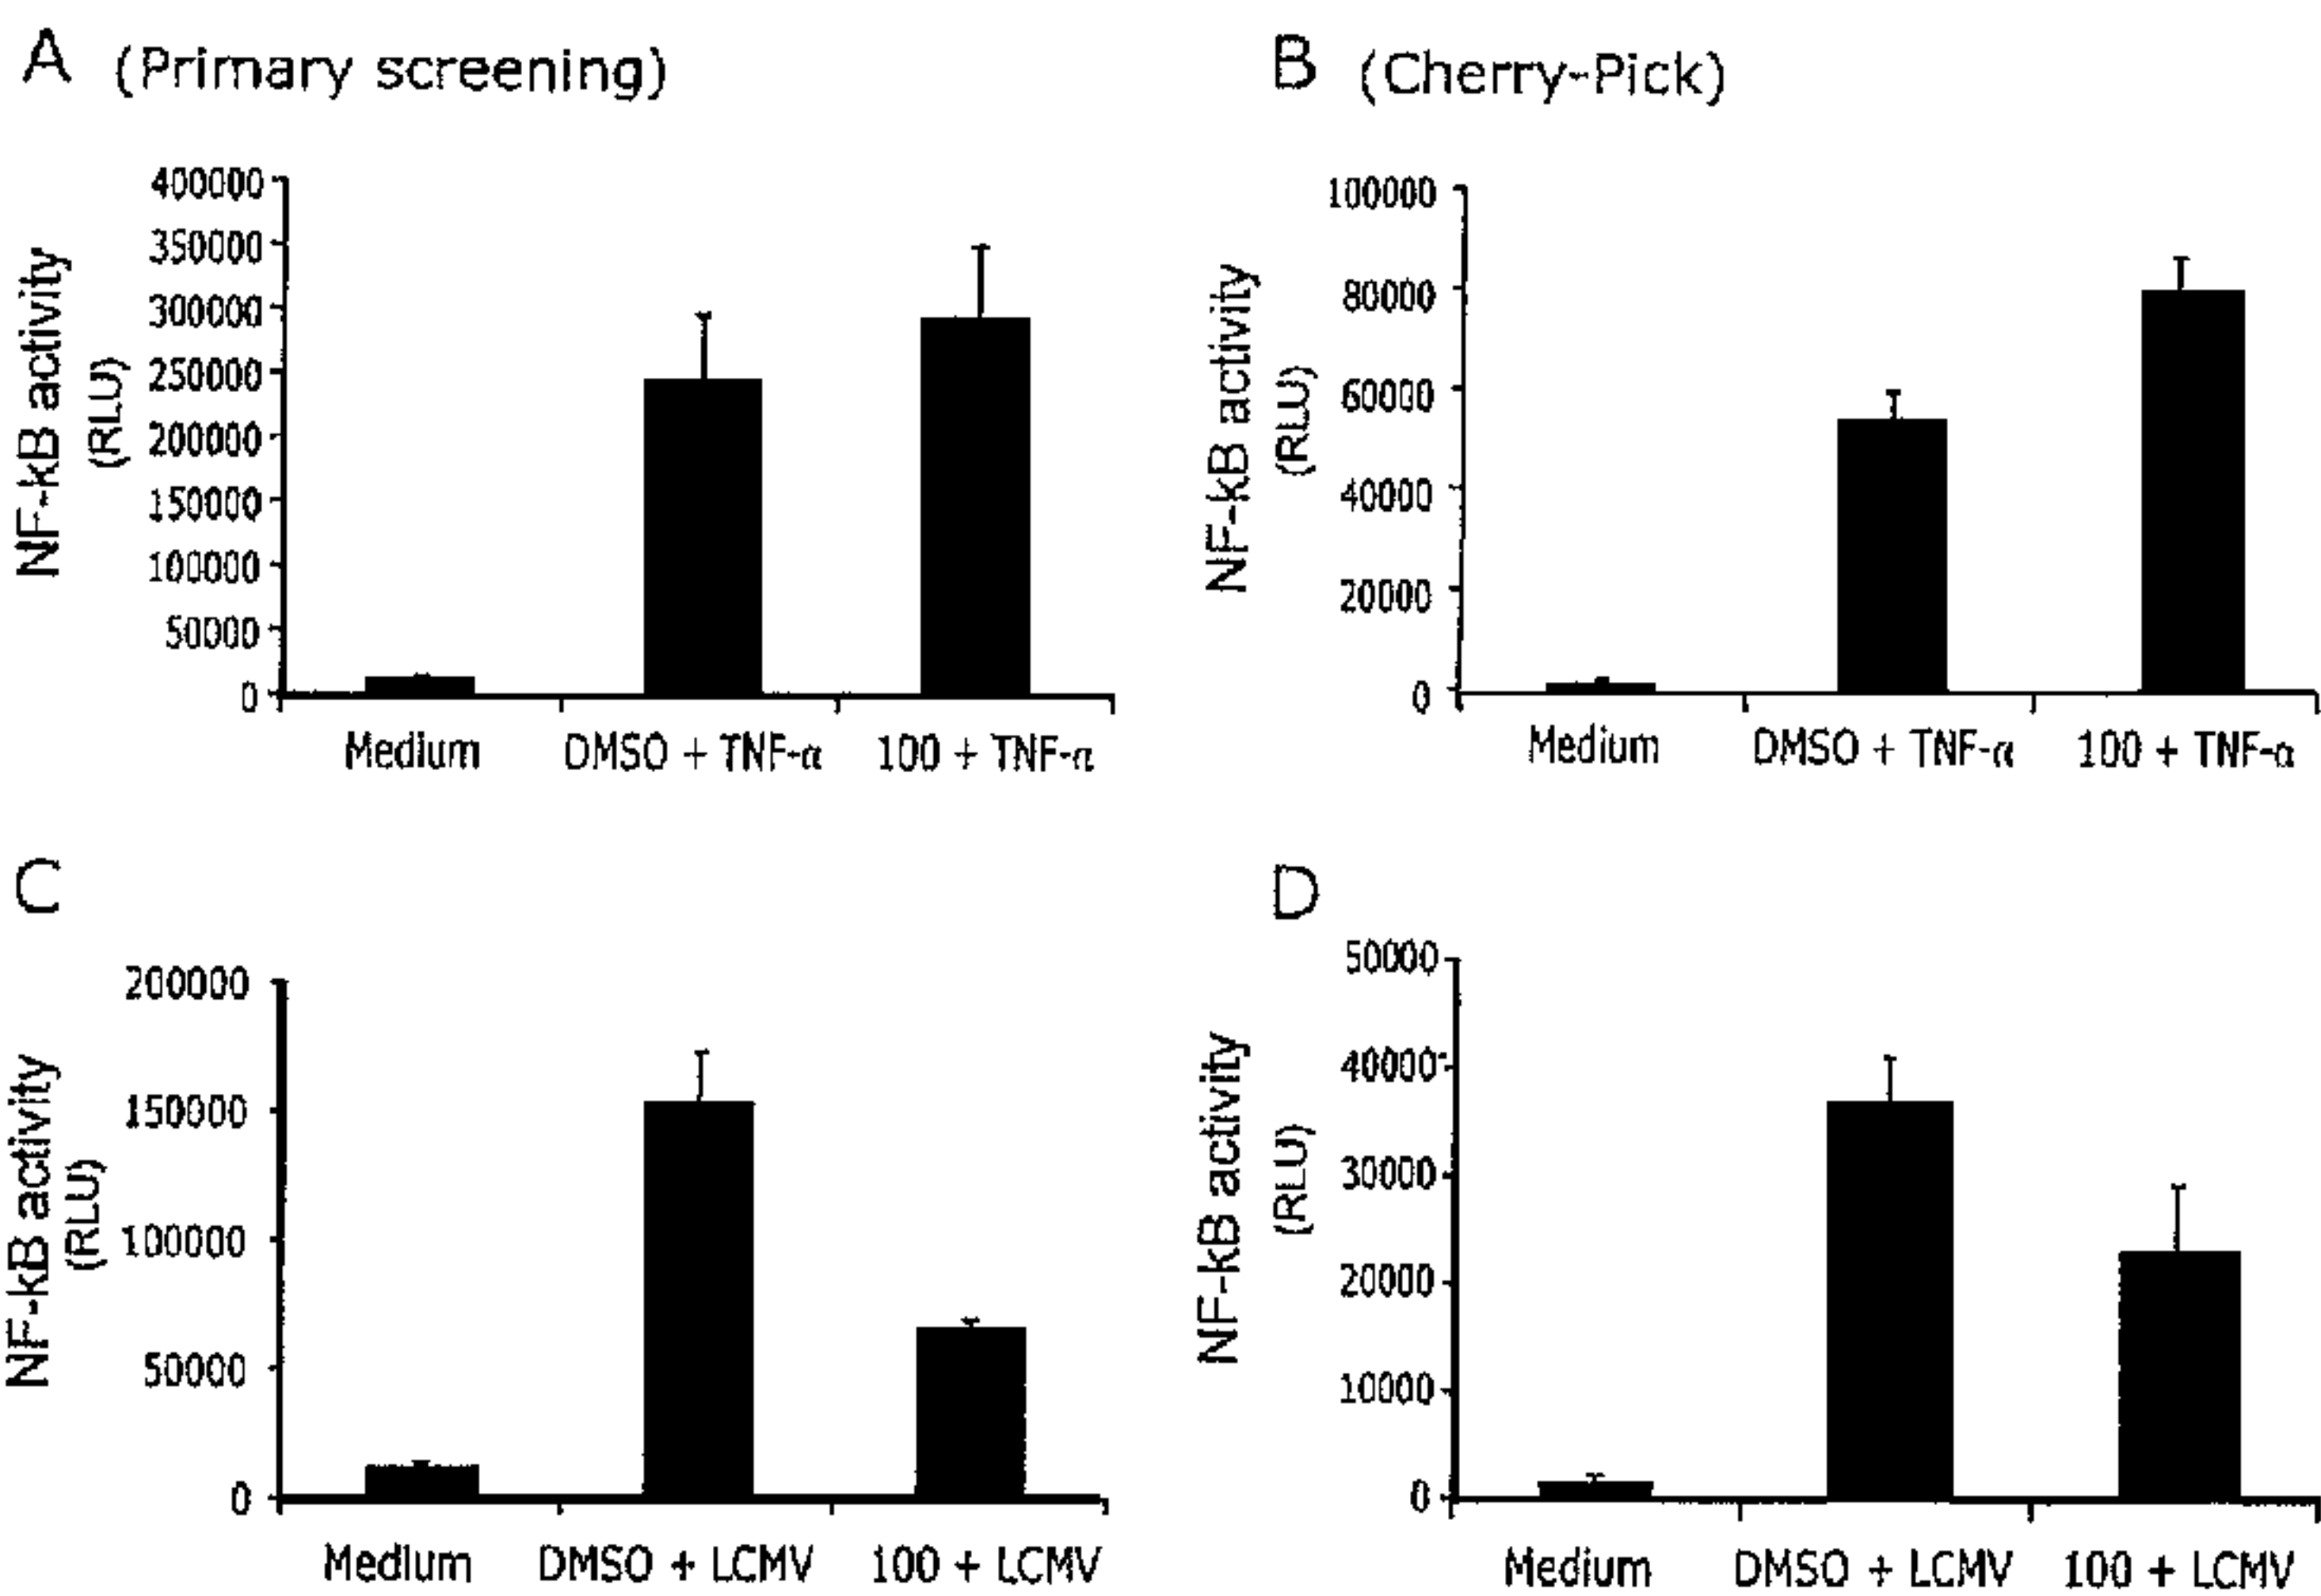 A (Primary screening)
400000
350000
300000
250000
200000
150000
100000
50000
0
NF-kB activity
(RLU)
Medium DMSO + TNF-α 100 + TNF-α
B (Cherry-Pick)
100000
80000
60000
40000
20000
0
NF-kB activity
(RLU)
Medium DMSO + TNF-α 100 + TNF-α
C
200000
150000
100000
50000
0
NF-kB activity
(RLU)
Medium DMSO + LCMV 100 + LCMV
D
50000
40000
30000
20000
10000
0
NF-kB activity
(RLU)
Medium DMSO + LCMV 100 + LCMV